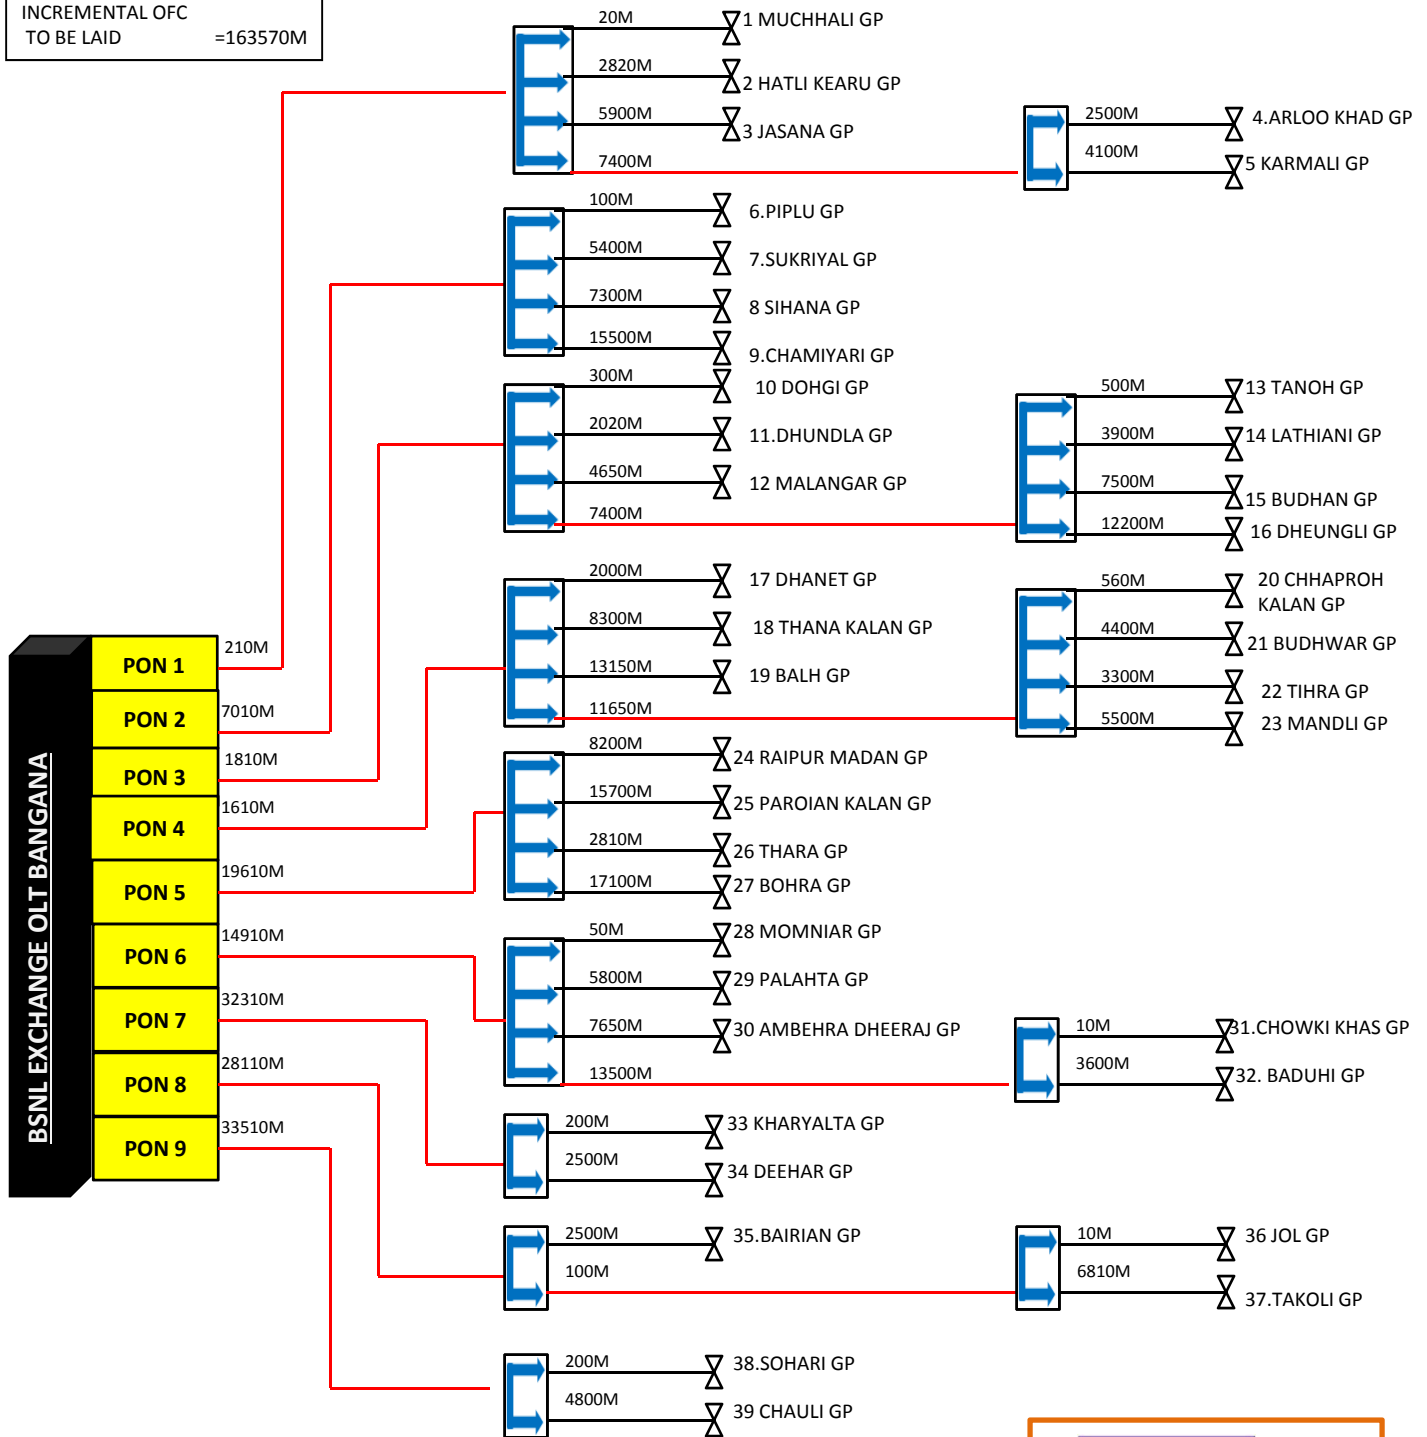 INCREMENTAL OFC
TO BE LAID =163570M
20M
1 MUCHHALI GP
2820M
2 HATLI KEARU GP
5900M
3 JASANA GP
7400M
2500M
4.ARLOO KHAD GP
4100M
5 KARMALI GP
100M
6.PIPLU GP
5400M
7.SUKRIYAL GP
7300M
8 SIHANA GP
15500M
9.CHAMIYARI GP
300M
10 DOHGI GP
2020M
11.DHUNDLA GP
4650M
12 MALANGAR GP
7400M
500M
13 TANOH GP
3900M
14 LATHIANI GP
7500M
15 BUDHAN GP
12200M
16 DHEUNGLI GP
2000M
17 DHANET GP
8300M
18 THANA KALAN GP
13150M
19 BALH GP
11650M
560M
20 CHHAPROH
KALAN GP
4400M
21 BUDHWAR GP
3300M
22 TIHRA GP
5500M
23 MANDLI GP
8200M
24 RAIPUR MADAN GP
15700M
25 PAROIAN KALAN GP
2810M
26 THARA GP
17100M
27 BOHRA GP
50M
28 MOMNIAR GP
5800M
29 PALAHTA GP
7650M
30 AMBEHRA DHEERAJ GP
13500M
10M
31.CHOWKI KHAS GP
3600M
32. BADUHI GP
200M
33 KHARYALTA GP
2500M
34 DEEHAR GP
2500M
35.BAIRIAN GP
100M
10M
36 JOL GP
6810M
37.TAKOLI GP
200M
38.SOHARI GP
4800M
39 CHAULI GP
BSNL EXCHANGE OLT BANGANA
PON 1
210M
PON 2
7010M
PON 3
1810M
PON 4
1610M
PON 5
19610M
PON 6
14910M
PON 7
32310M
PON 8
28110M
PON 9
33510M